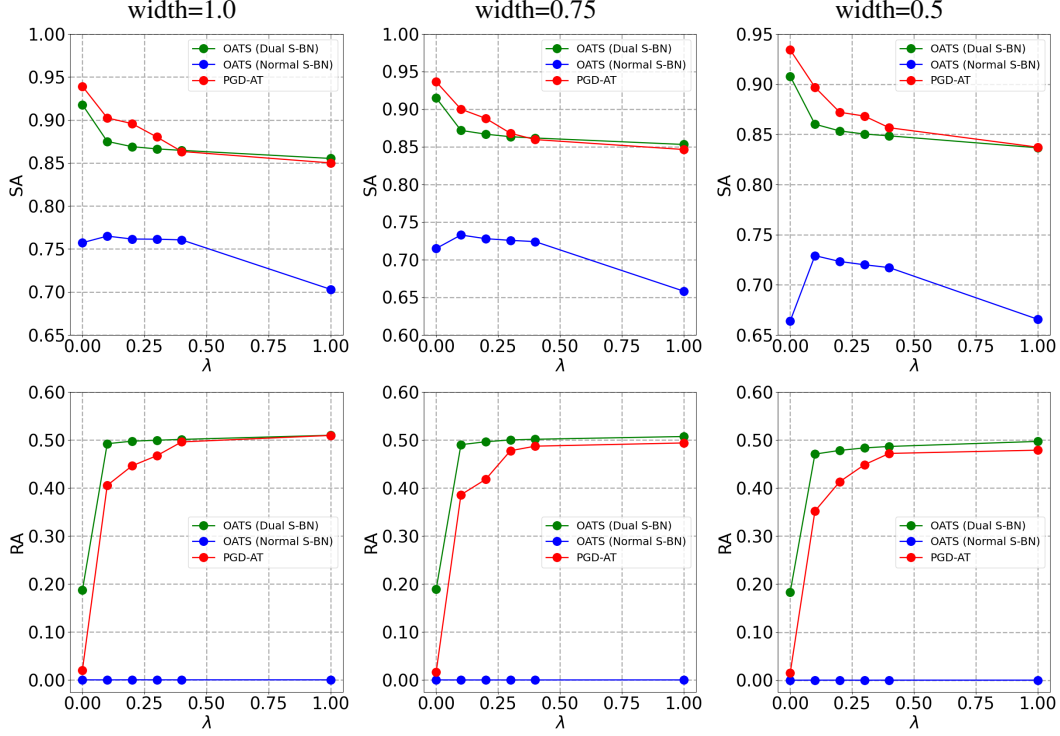 width=1.0
width=0.75
width=0.5
1.00
0.95
0.90
0.85
0.80
0.75
0.70
0.65
SA
OATS (Dual S-BN)
OATS (Normal S-BN)
PGD-AT
0.00 0.25 0.50 0.75 1.00
λ
1.00
0.95
0.90
0.85
0.80
0.75
0.70
0.65
0.60
SA
OATS (Dual S-BN)
OATS (Normal S-BN)
PGD-AT
0.00 0.25 0.50 0.75 1.00
λ
0.95
0.90
0.85
0.80
0.75
0.70
0.65
SA
OATS (Dual S-BN)
OATS (Normal S-BN)
PGD-AT
0.00 0.25 0.50 0.75 1.00
λ
0.60
0.50
0.40
0.30
0.20
0.10
0.00
RA
OATS (Dual S-BN)
OATS (Normal S-BN)
PGD-AT
0.00 0.25 0.50 0.75 1.00
λ
0.60
0.50
0.40
0.30
0.20
0.10
0.00
RA
OATS (Dual S-BN)
OATS (Normal S-BN)
PGD-AT
0.00 0.25 0.50 0.75 1.00
λ
0.60
0.50
0.40
0.30
0.20
0.10
0.00
RA
OATS (Dual S-BN)
OATS (Normal S-BN)
PGD-AT
0.00 0.25 0.50 0.75 1.00
λ